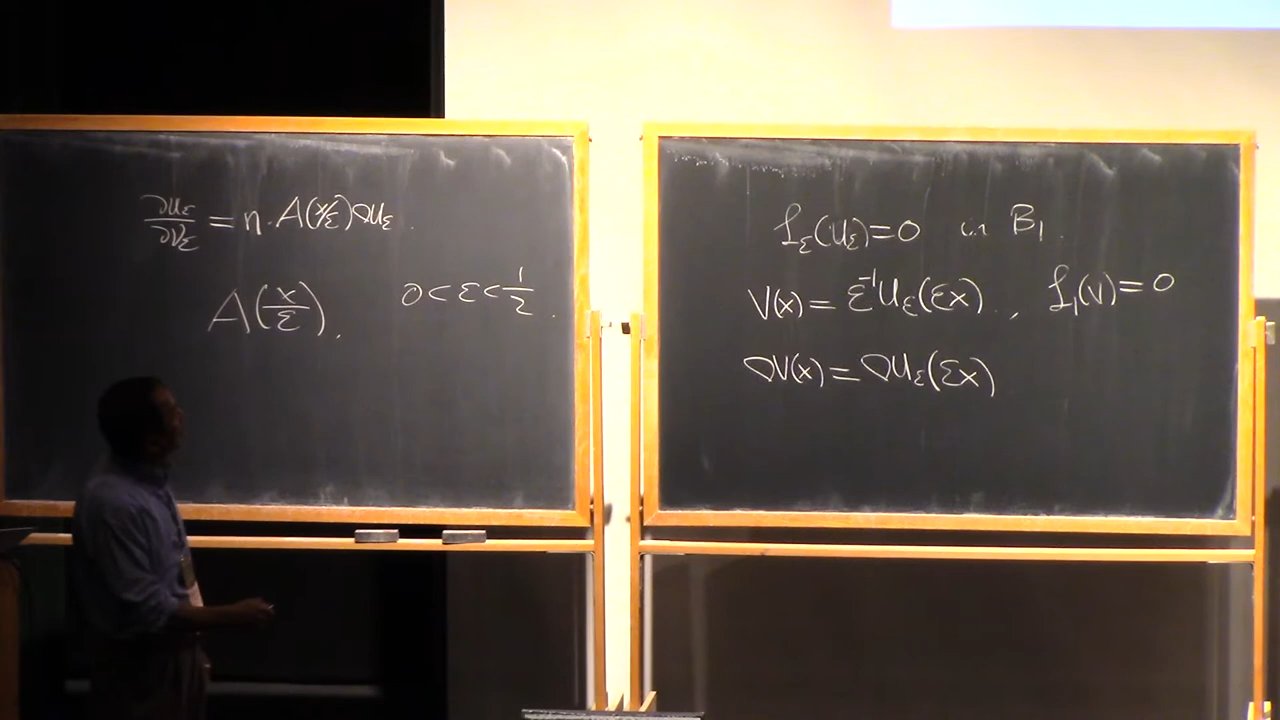 ∂u_ε/∂ν_ε = n·A(x/ε)∇u_ε.
A(x/ε). 0<ε<1/2.
𝓛_ε(u_ε)=0 in B_1.
V(x)=ε^{-1}u_ε(εx)., 𝓛_1(V)=0
∇V(x)=∇u_ε(εx)